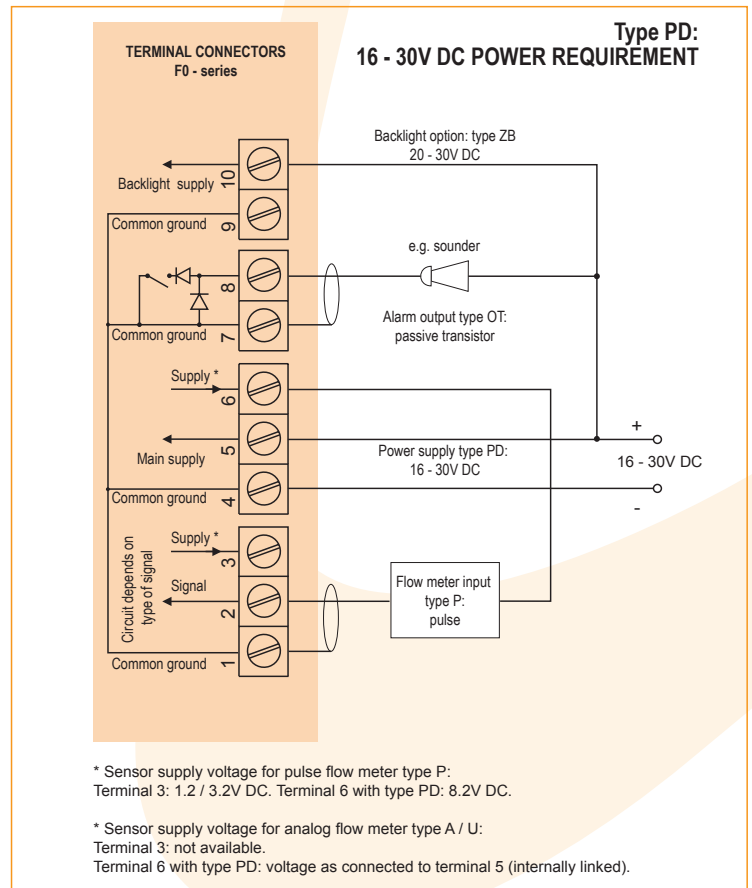 TERMINAL CONNECTORS
F0 - series
Type PD:
16 - 30V DC POWER REQUIREMENT
Backlight option: type ZB
20 - 30V DC
Backlight supply
10
Common ground
9
e.g. sounder
8
Alarm output type OT:
passive transistor
Common ground
7
Supply *
6
+
Main supply
5
Power supply type PD:
16 - 30V DC
16 - 30V DC
Common ground
4
-
Circuit depends on
type of signal
Supply *
3
Signal
2
Flow meter input
type P:
pulse
Common ground
1
* Sensor supply voltage for pulse flow meter type P:
Terminal 3: 1.2 / 3.2V DC. Terminal 6 with type PD: 8.2V DC.
* Sensor supply voltage for analog flow meter type A / U:
Terminal 3: not available.
Terminal 6 with type PD: voltage as connected to terminal 5 (internally linked).